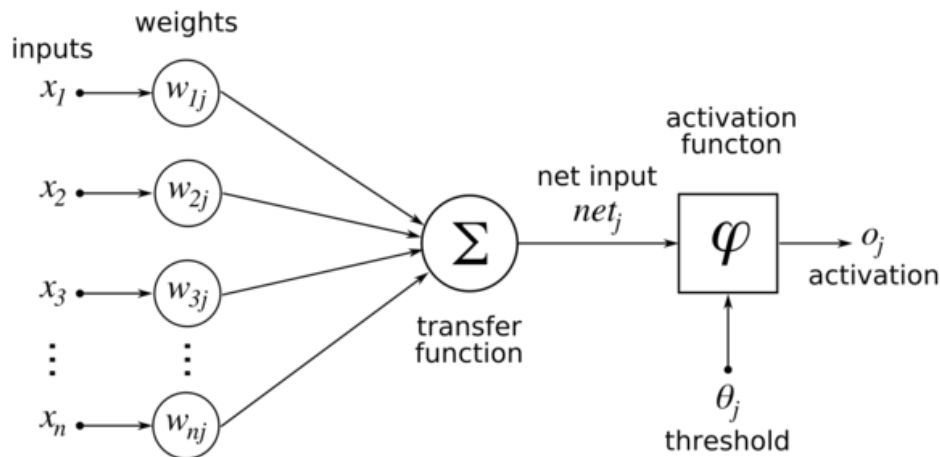 weights
inputs
x1
w1j
x2
w2j
x3
w3j
⋮ ⋮
xn
wnj
Σ
transfer
function
net input
netj
activation
functon
φ
oj
activation
θj
threshold